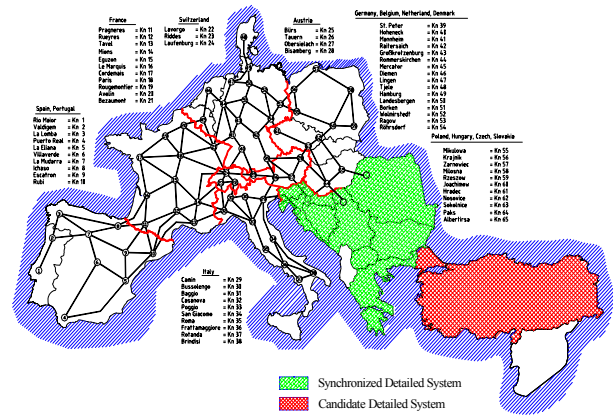 France
Pragneres = Kn 11
Rueyres = Kn 12
Tavel = Kn 13
Miens = Kn 14
Eguzon = Kn 15
Le Marquis = Kn 16
Cordemais = Kn 17
Paris = Kn 18
Rougemontier = Kn 19
Avelin = Kn 20
Bezaumont = Kn 21
Switzerland
Lavorgo = Kn 22
Riddes = Kn 23
Laufenburg = Kn 24
Austria
Bürs = Kn 25
Tauern = Kn 26
Obersielach = Kn 27
Bisamberg = Kn 28
Germany, Belgium, Netherland, Denmark
St. Peter = Kn 39
Hoheneck = Kn 40
Mannheim = Kn 41
Raitersaich = Kn 42
Großkrotzenburg = Kn 43
Rommerskirchen = Kn 44
Mercator = Kn 45
Diemen = Kn 46
Lingen = Kn 47
Tjele = Kn 48
Hamburg = Kn 49
Landesbergen = Kn 50
Borken = Kn 51
Wolmirstedt = Kn 52
Ragow = Kn 53
Röhrsdorf = Kn 54
Spain, Portugal
Rio Maior = Kn 1
Valdigem = Kn 2
La Lomba = Kn 3
Puerto Real = Kn 4
La Eliana = Kn 5
Villaverde = Kn 6
La Mudarra = Kn 7
Ichaso = Kn 8
Escatron = Kn 9
Rubi = Kn 10
Poland, Hungary, Czech, Slovakia
Mikulowa = Kn 55
Krajnik = Kn 56
Zarnowiec = Kn 57
Milosna = Kn 58
Rzeszow = Kn 59
Joachimow = Kn 60
Hradec = Kn 61
Nosovice = Kn 62
Sokolnice = Kn 63
Paks = Kn 64
Albertirsa = Kn 65
Italy
Camin = Kn 29
Bussolengo = Kn 30
Baggio = Kn 31
Casanova = Kn 32
Poggio = Kn 33
San Giacomo = Kn 34
Roma = Kn 35
Frattamaggiore = Kn 36
Rotonda = Kn 37
Brindisi = Kn 38
Synchronized Detailed System
Candidate Detailed System